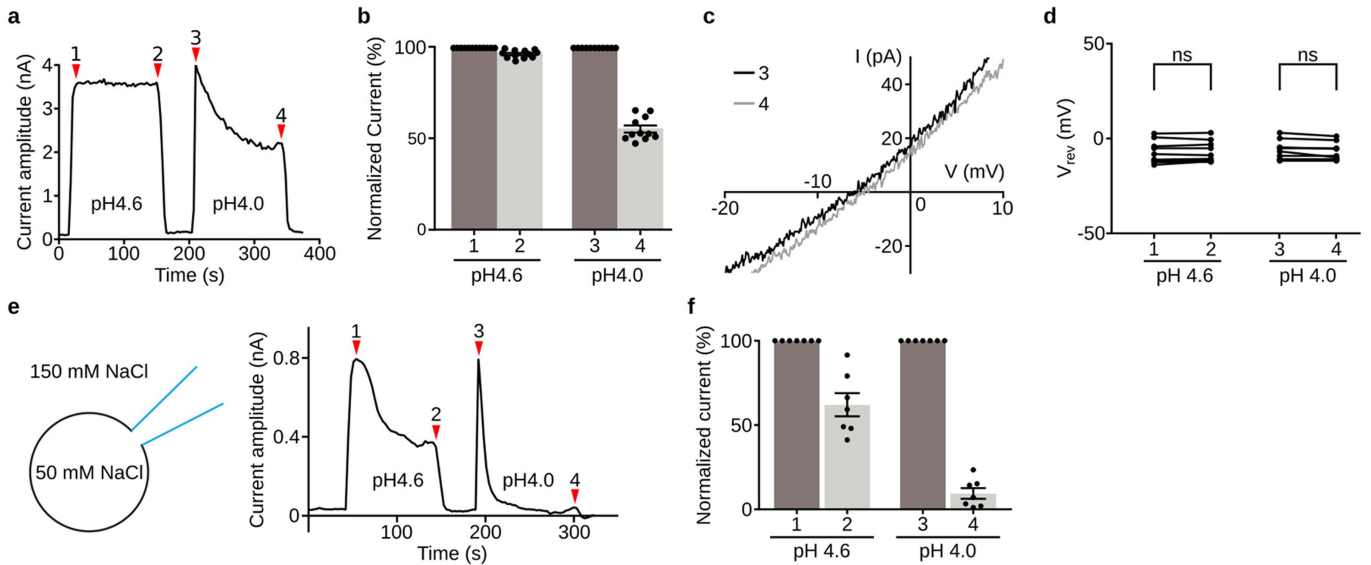 a
Current amplitude (nA)
4
3
2
1
0
1
2
3
4
pH4.6
pH4.0
0
100
200
300
400
Time (s)
b
Normalized Current (%)
100
50
0
1
2
3
4
pH4.6
pH4.0
c
3
4
I (pA)
40
20
-20
V (mV)
-20
-10
0
10
d
Vrev (mV)
50
0
-50
ns
ns
1
2
3
4
pH 4.6
pH 4.0
e
150 mM NaCl
50 mM NaCl
Current amplitude (nA)
0.8
0.4
0
1
2
3
4
pH4.6
pH4.0
100
200
300
Time (s)
f
Normalized current (%)
100
50
0
1
2
3
4
pH 4.6
pH 4.0